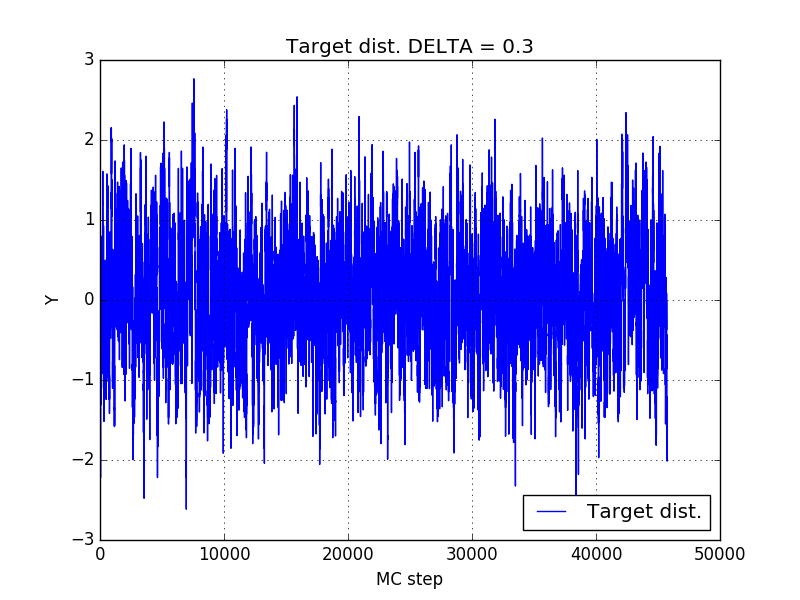 Target dist. DELTA = 0.3
3
2
1
0
−1
−2
−3
Y
Target dist.
0 10000 20000 30000 40000 50000
MC step